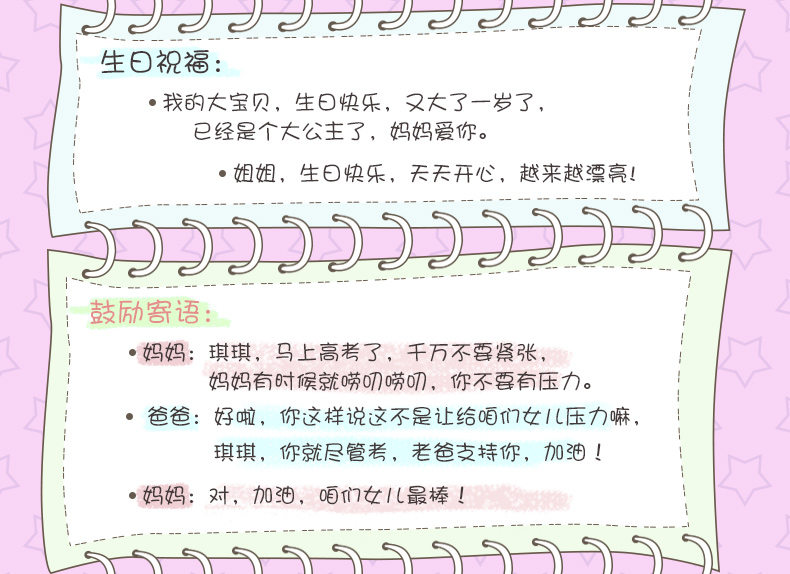 生日祝福：
•我的大宝贝，生日快乐，又大了一岁了，
已经是个大公主了，妈妈爱你。
•姐姐，生日快乐，天天开心，越来越漂亮！
鼓励寄语：
•妈妈：琪琪，马上高考了，千万不要紧张，
妈妈有时候就唠叨唠叨，你不要有压力。
•爸爸：好啦，你这样说这不是让给咱们女儿压力嘛，
琪琪，你就尽管考，老爸支持你，加油！
•妈妈：对，加油，咱们女儿最棒！